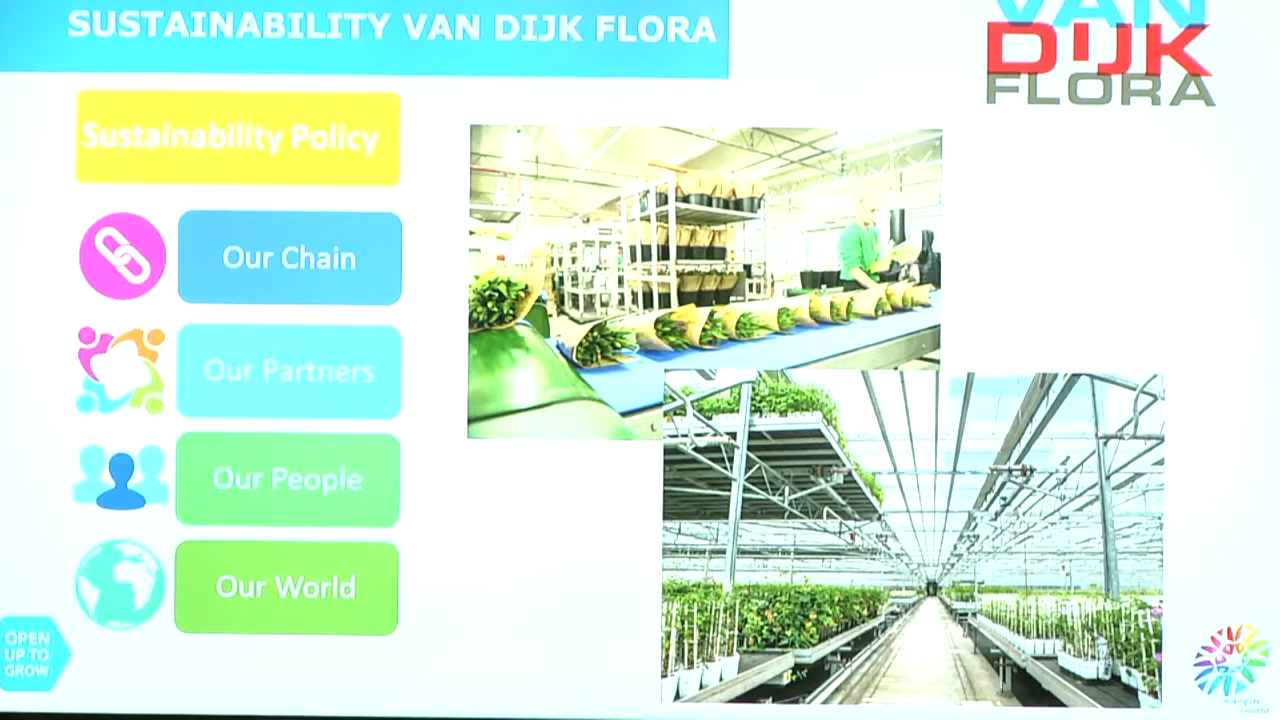 SUSTAINABILITY VAN DIJK FLORA
VAN
DIJK
FLORA
Sustainability Policy
Our Chain
Our Partners
Our People
Our World
OPEN
UP TO
GROW